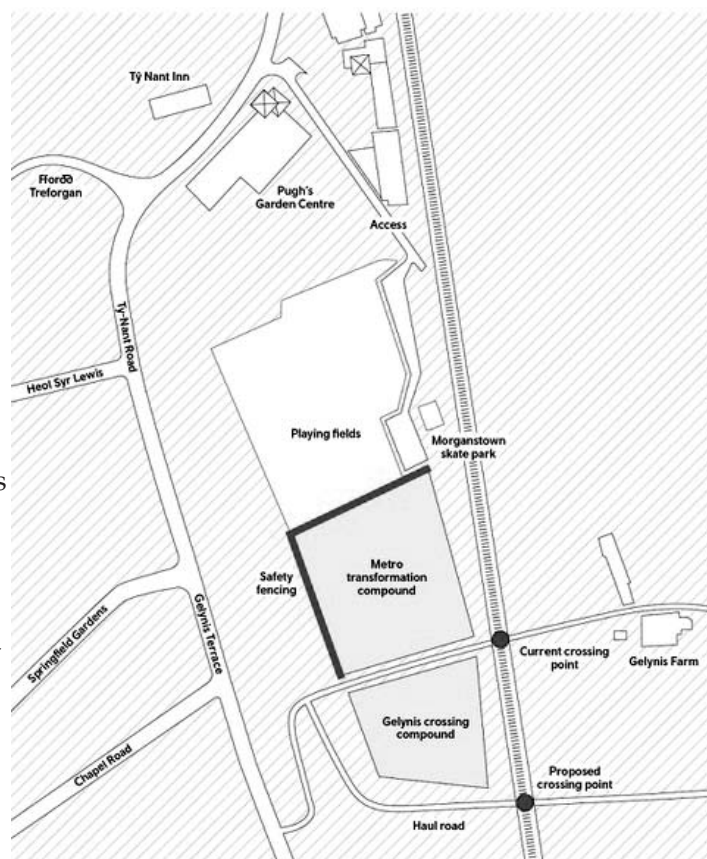 Tŷ Nant Inn
Treforgan
Pugh's
Garden Centre
Access
Ty-Nant Road
Heol Syr Lewis
Playing fields
Morganstown
skate park
s
Safety
fencing
Metro
transformation
compound
Springfield Gardens
Gelynis Terrace
Current crossing
point
Gelynis Farm
Gelynis crossing
compound
Chapel Road
Proposed
crossing point
Haul road